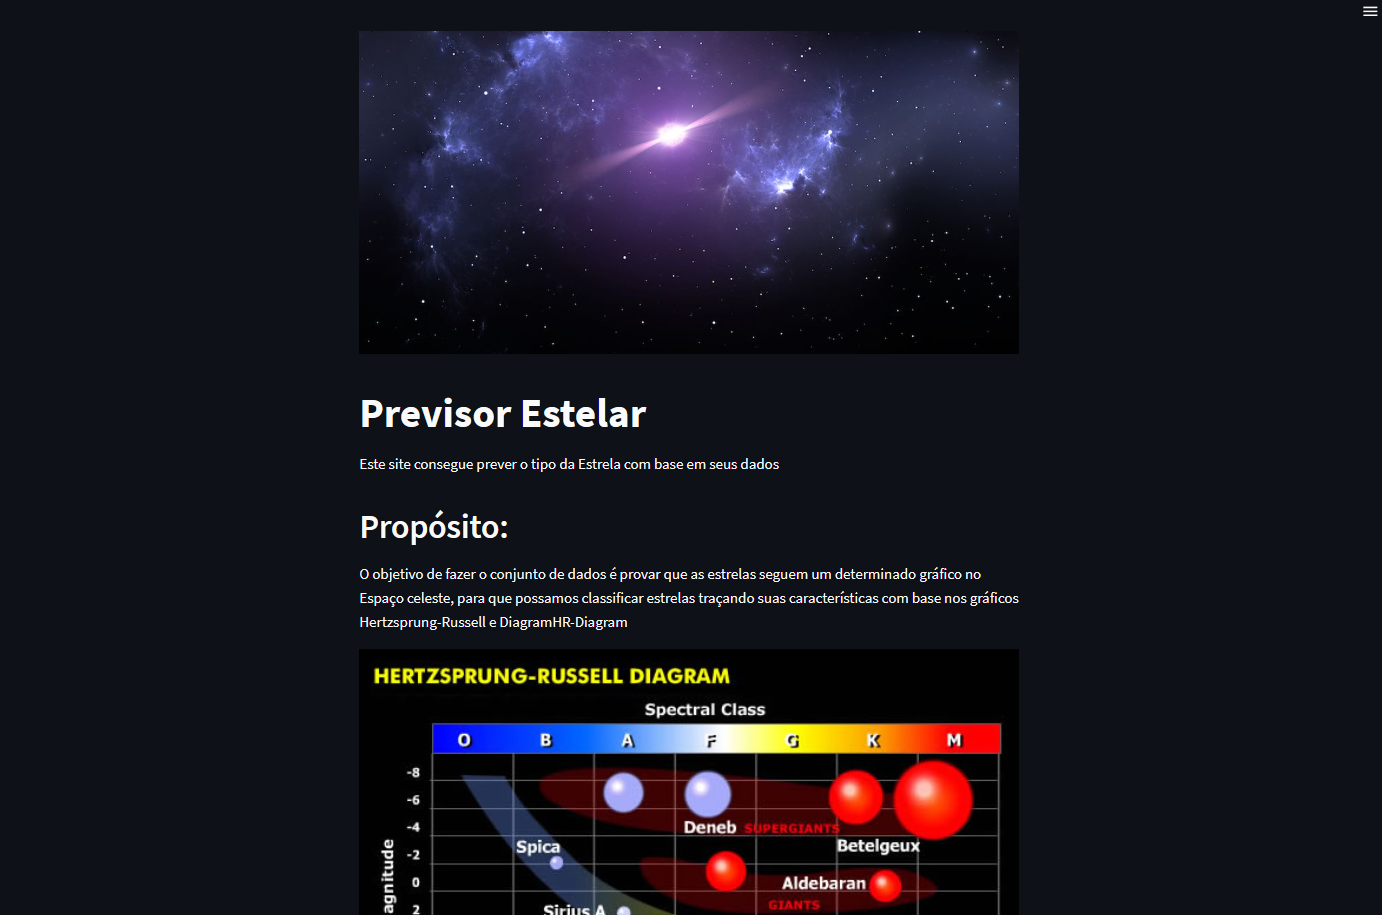 Previsor Estelar
Este site consegue prever o tipo da Estrela com base em seus dados
Propósito:
O objetivo de fazer o conjunto de dados é provar que as estrelas seguem um determinado gráfico no
Espaço celeste, para que possamos classificar estrelas traçando suas características com base nos gráficos
Hertzsprung-Russell e DiagramHR-Diagram
HERTZSPRUNG-RUSSELL DIAGRAM
Spectral Class
O B A F G K M
-8
-6
-4
Deneb SUPERGIANTS
Betelgeux
Spica
-2
0
Aldebaran
GIANTS
2
Sirius A
agnitude